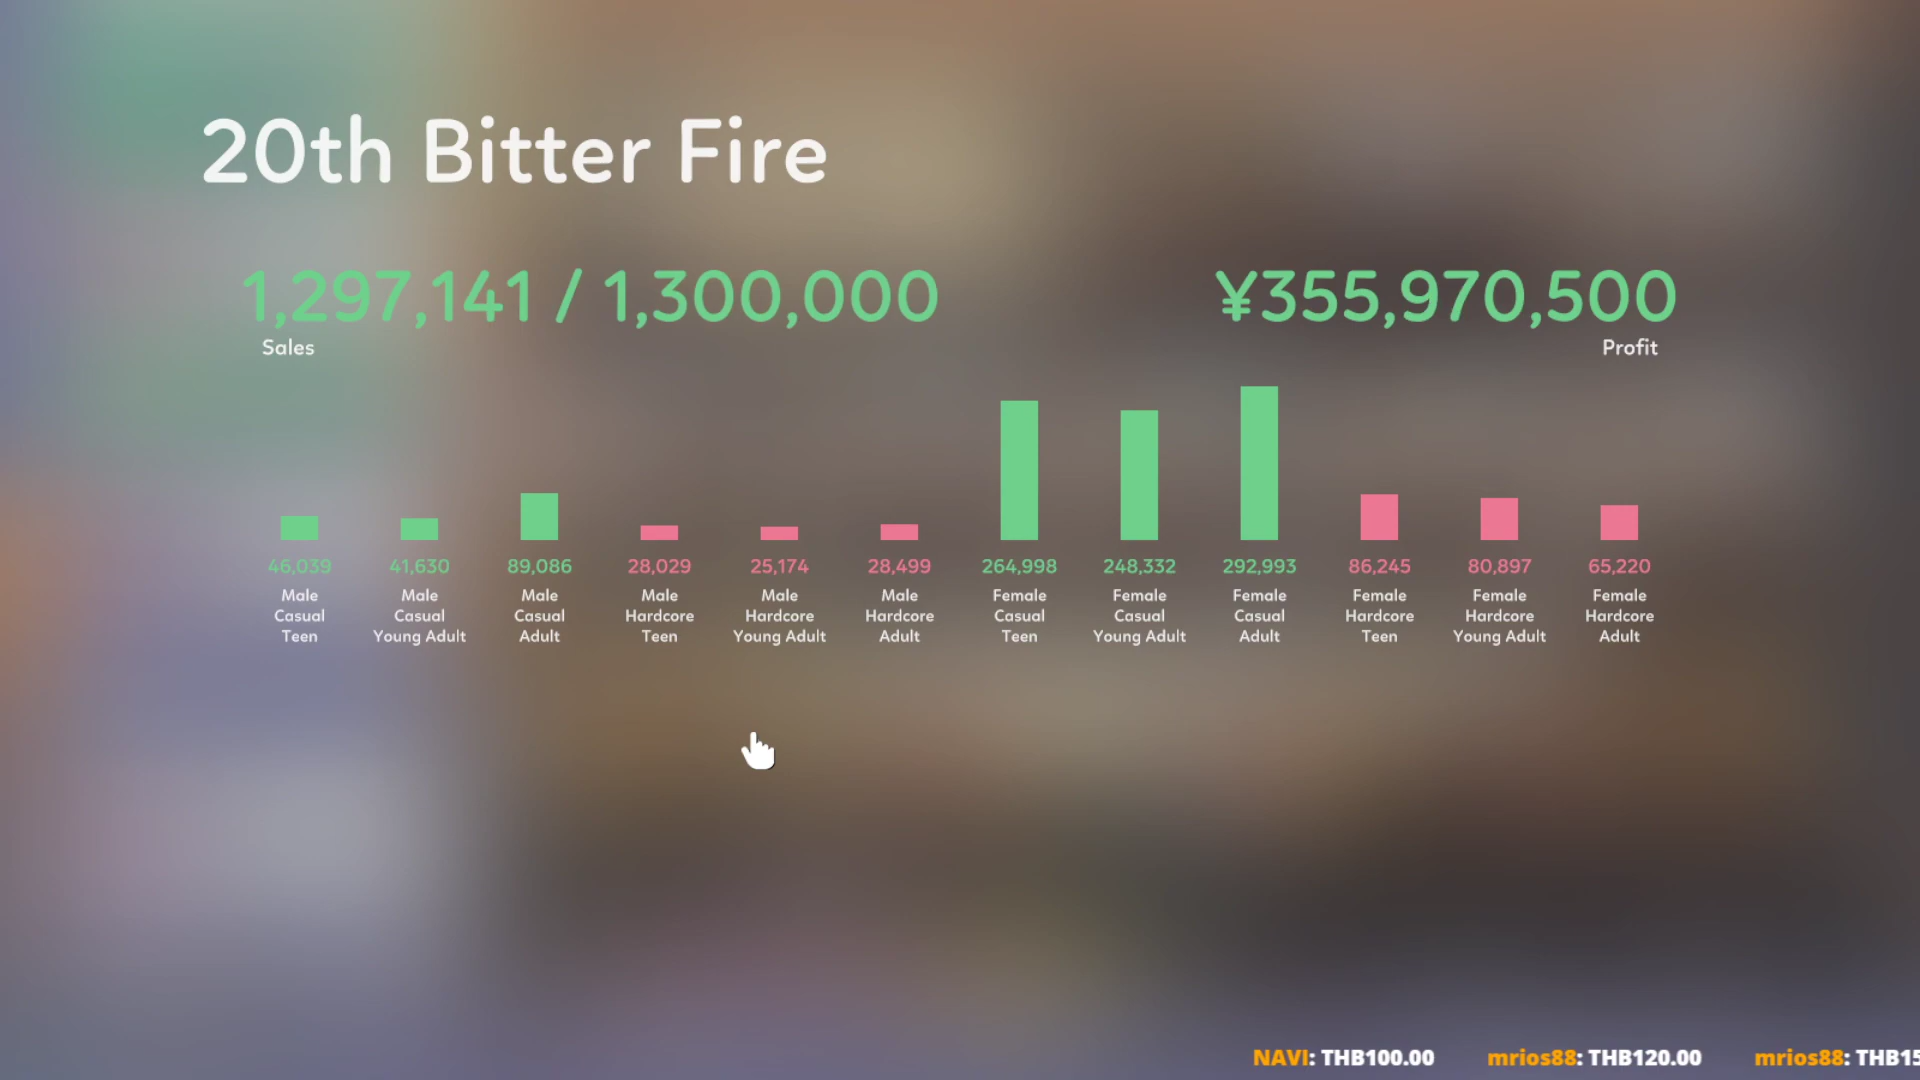 20th Bitter Fire
1,297,141 / 1,300,000
Sales
¥355,970,500
Profit
46,039
Male
Casual
Teen
41,630
Male
Casual
Young Adult
89,086
Male
Casual
Adult
28,029
Male
Hardcore
Teen
25,174
Male
Hardcore
Young Adult
28,499
Male
Hardcore
Adult
264,998
Female
Casual
Teen
248,332
Female
Casual
Young Adult
292,993
Female
Casual
Adult
86,245
Female
Hardcore
Teen
80,897
Female
Hardcore
Young Adult
65,220
Female
Hardcore
Adult
NAVI: THB100.00 mrios88: THB120.00 mrios88: THB15